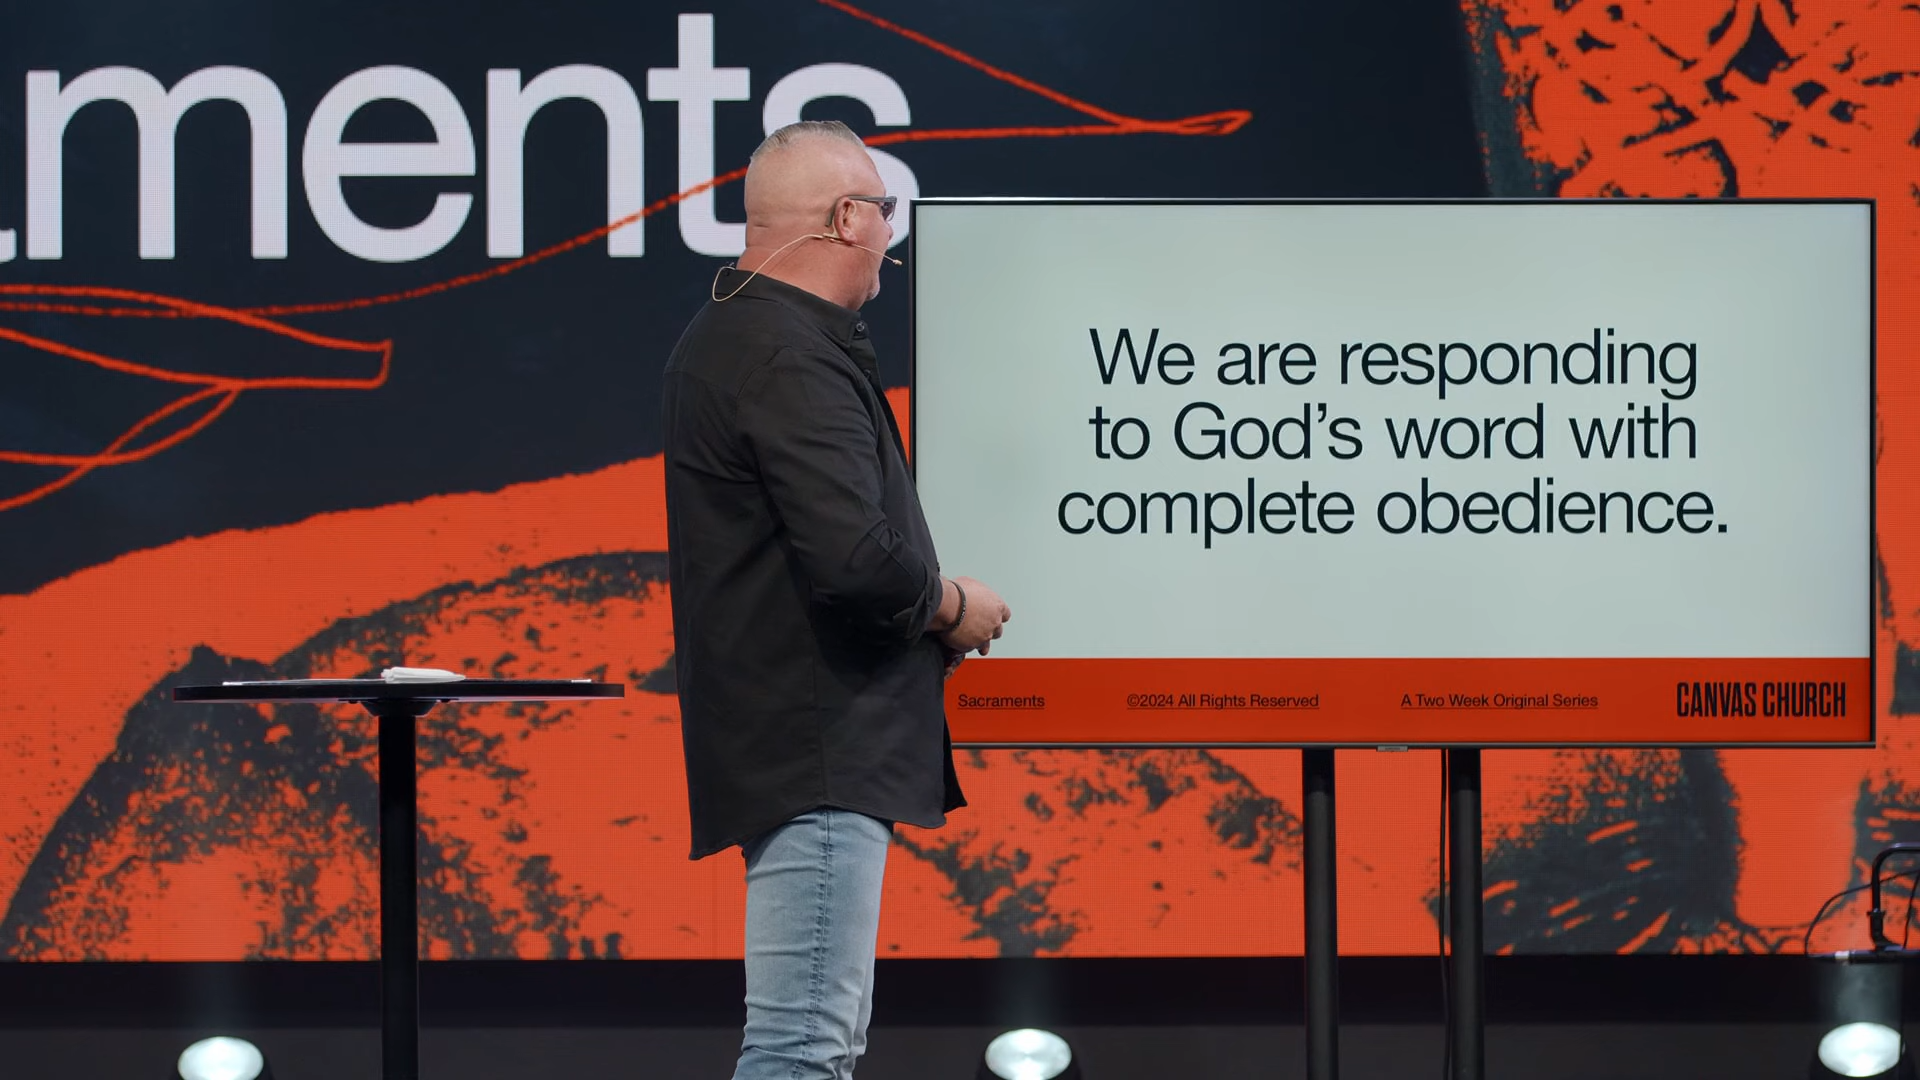 aments
We are responding
to God’s word with
complete obedience.
Sacraments ©2024 All Rights Reserved A Two Week Original Series CANVAS CHURCH